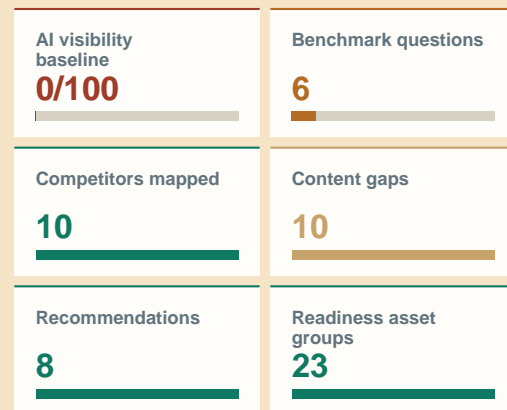 AI visibility
baseline
0/100
Benchmark questions
6
Competitors mapped
10
Content gaps
10
Recommendations
8
Readiness asset
groups
23